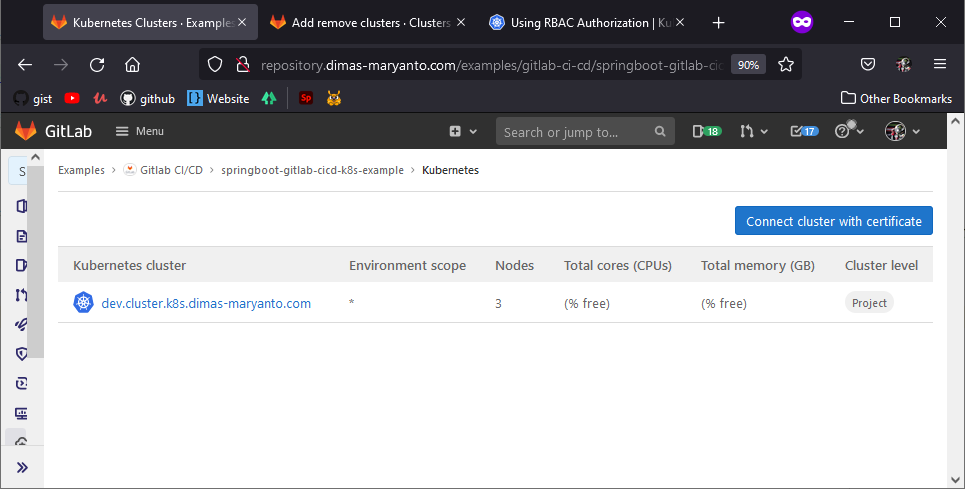 Kubernetes Clusters · Examples
Add remove clusters · Clusters
Using RBAC Authorization | Ku
repository.dimas-maryanto.com/examples/gitlab-ci-cd/springboot-gitlab-cic
90%
gist
github
Website
Sp
Other Bookmarks
GitLab
Menu
Search or jump to...
18
17
S
Examples > Gitlab CI/CD > springboot-gitlab-cicd-k8s-example > Kubernetes
Connect cluster with certificate
Kubernetes cluster Environment scope Nodes Total cores (CPUs) Total memory (GB) Cluster level
dev.cluster.k8s.dimas-maryanto.com * 3 (% free) (% free) Project